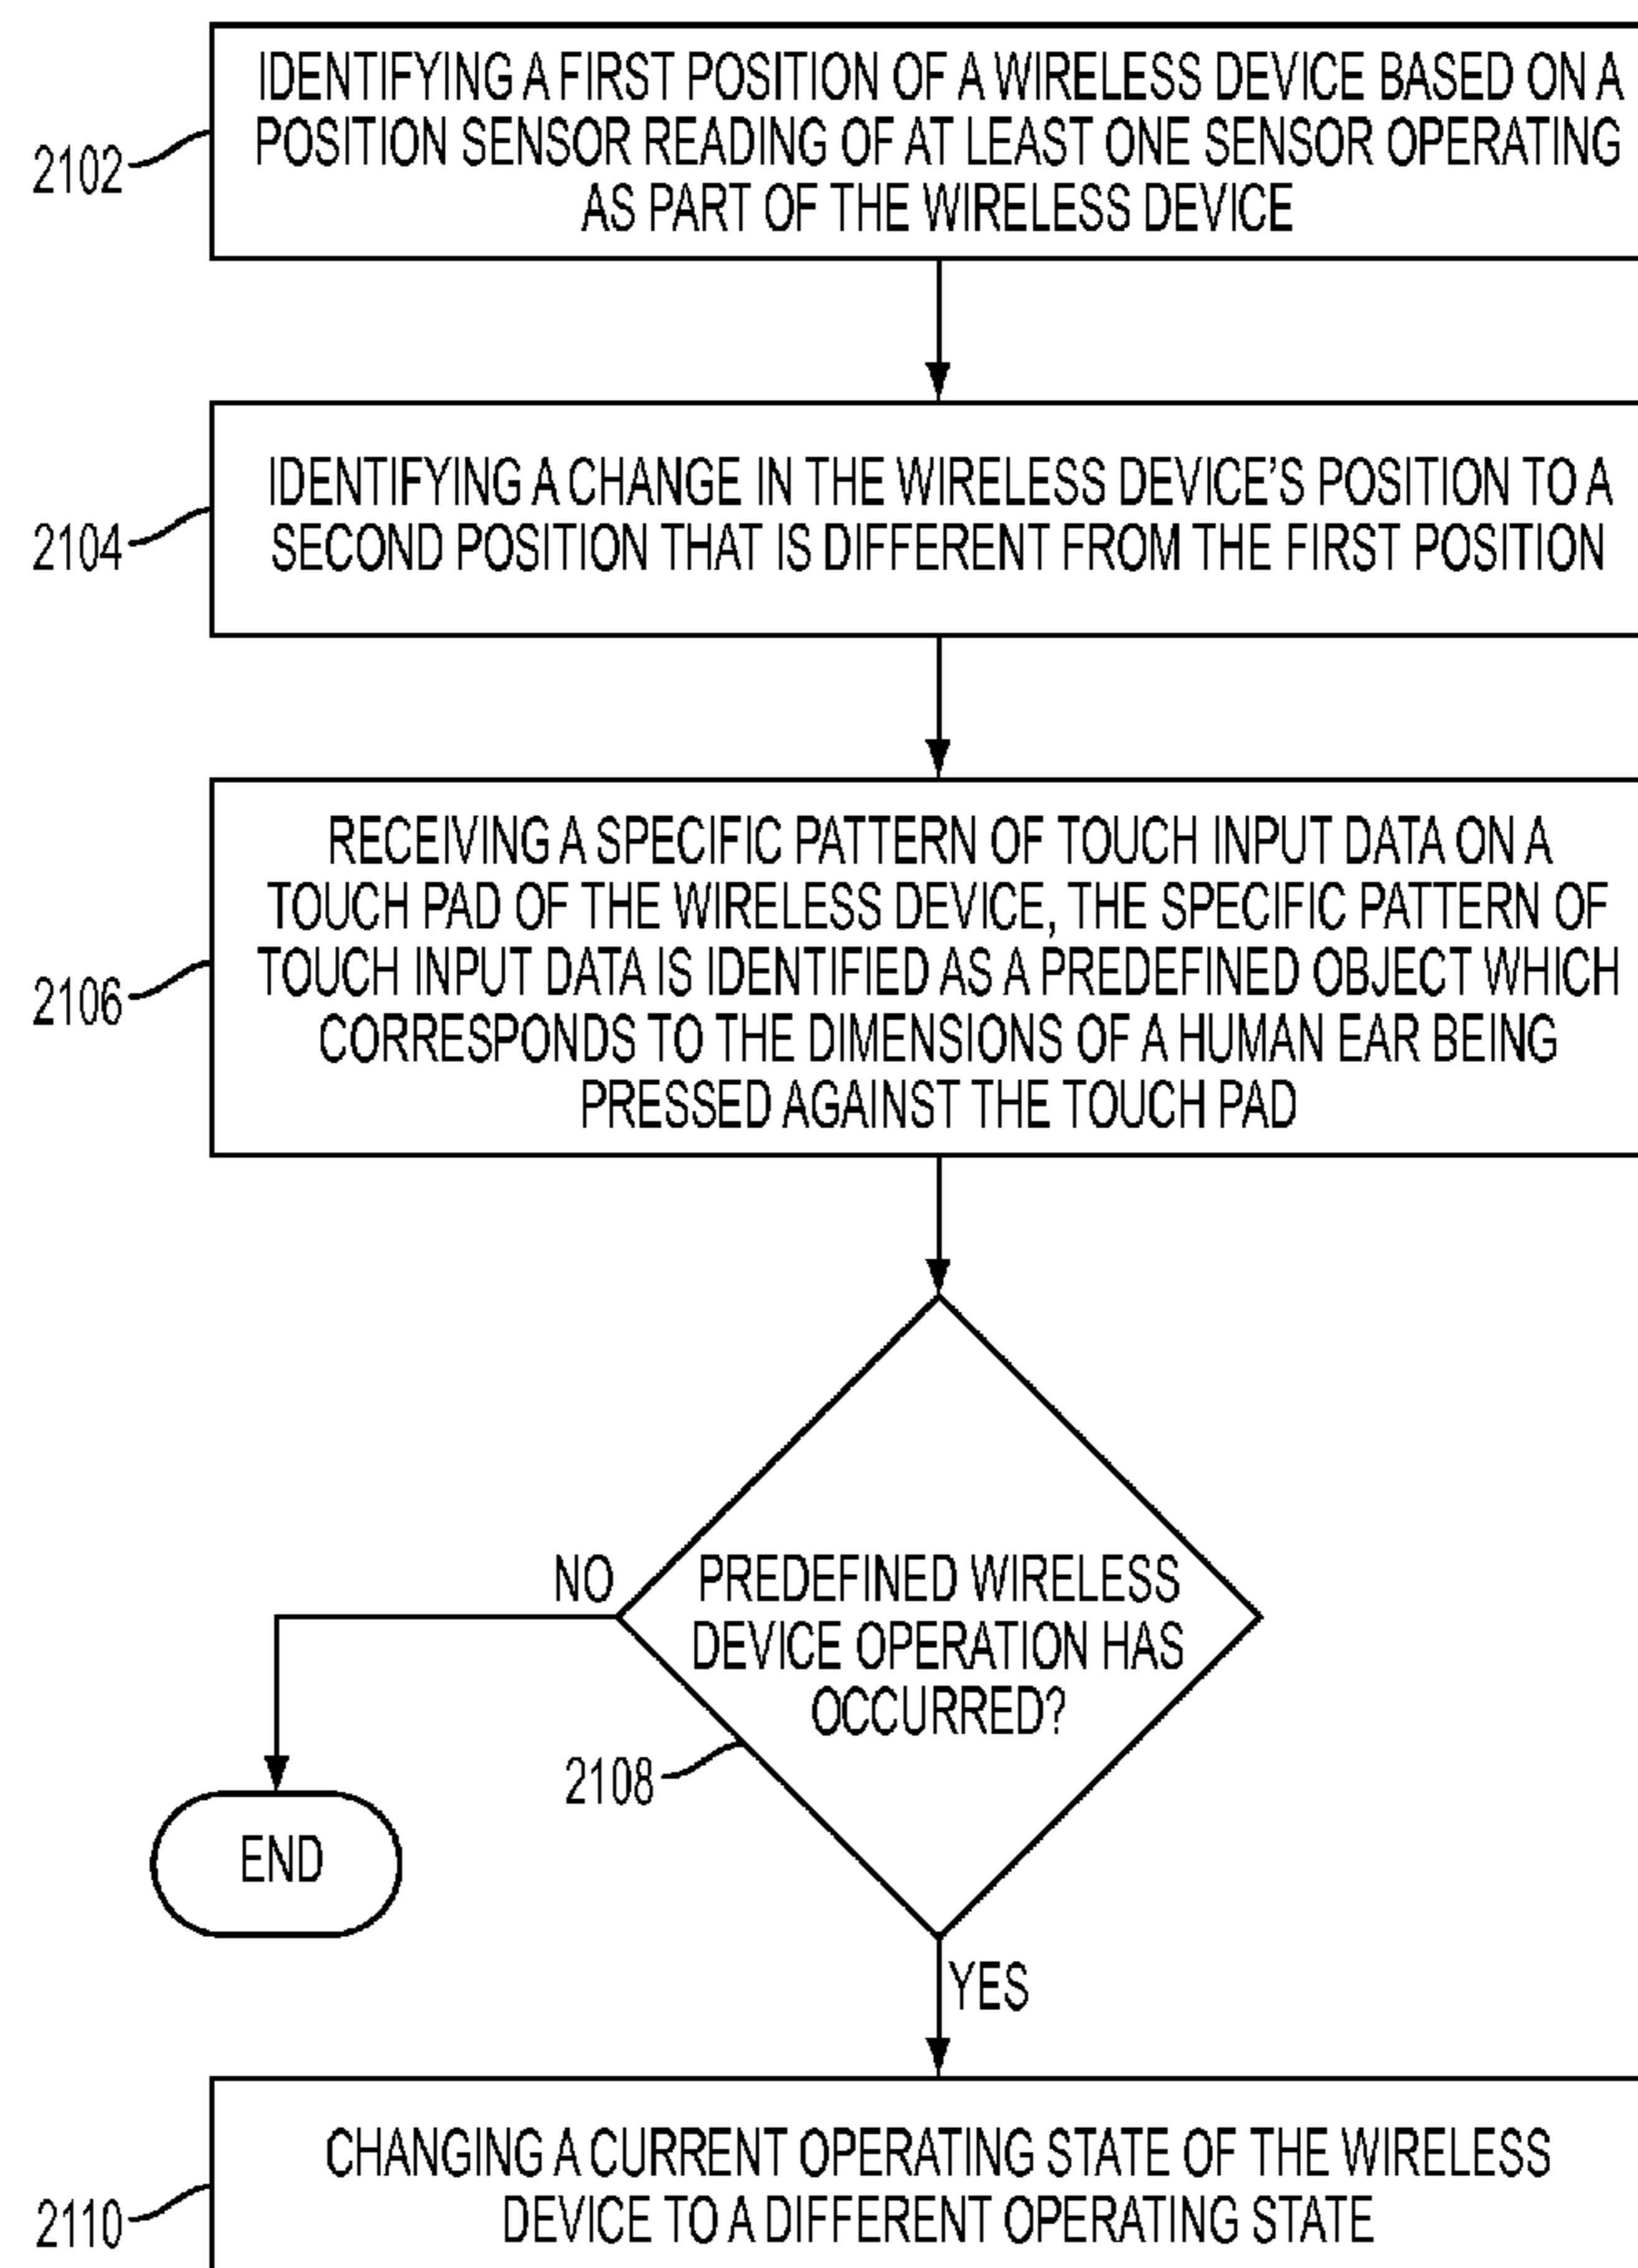 IDENTIFYING A FIRST POSITION OF A WIRELESS DEVICE BASED ON A
POSITION SENSOR READING OF AT LEAST ONE SENSOR OPERATING
AS PART OF THE WIRELESS DEVICE
2102
IDENTIFYING A CHANGE IN THE WIRELESS DEVICE'S POSITION TO A
SECOND POSITION THAT IS DIFFERENT FROM THE FIRST POSITION
2104
RECEIVING A SPECIFIC PATTERN OF TOUCH INPUT DATA ON A
TOUCH PAD OF THE WIRELESS DEVICE, THE SPECIFIC PATTERN OF
TOUCH INPUT DATA IS IDENTIFIED AS A PREDEFINED OBJECT WHICH
CORRESPONDS TO THE DIMENSIONS OF A HUMAN EAR BEING
PRESSED AGAINST THE TOUCH PAD
2106
NO
PREDEFINED WIRELESS
DEVICE OPERATION HAS
OCCURRED?
2108
END
YES
CHANGING A CURRENT OPERATING STATE OF THE WIRELESS
DEVICE TO A DIFFERENT OPERATING STATE
2110